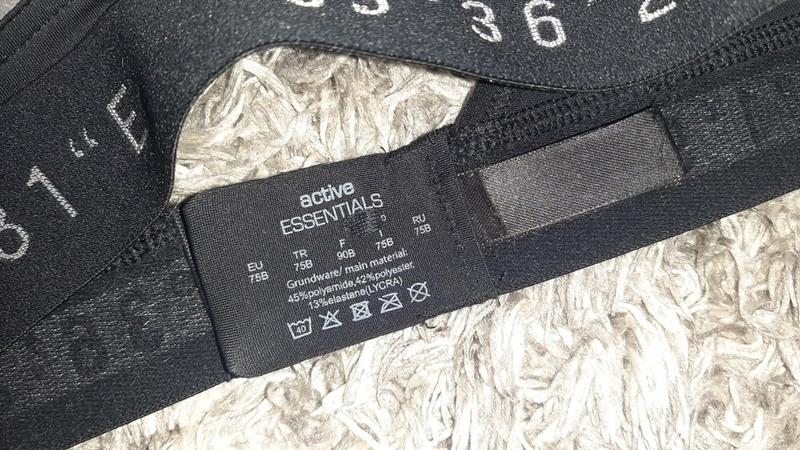 36
31 " E
active
ESSENTIALS
EU TR F I RU
75B 75B 90B 75B 75B
Grundware/ main material:
45%polyamide,42%polyester,
13%elastane(LYCRA)
40